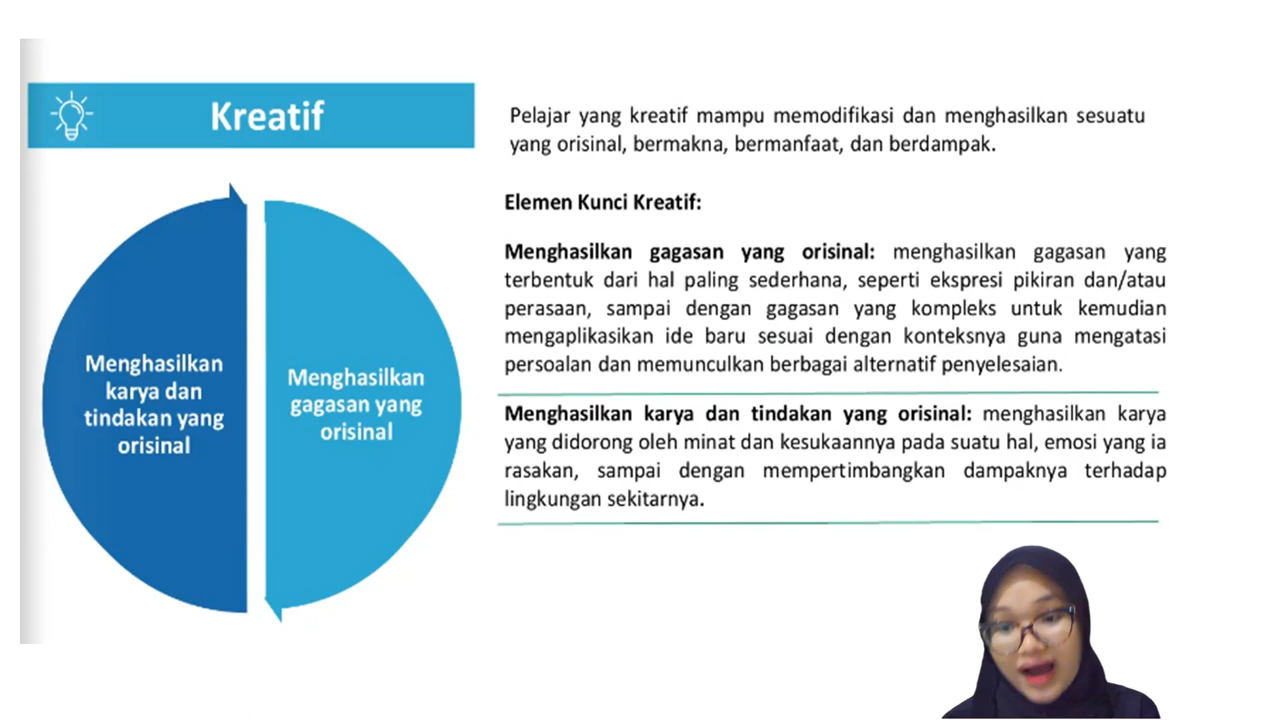 Kreatif
Menghasilkan
karya dan
tindakan yang
orisinal
Menghasilkan
gagasan yang
orisinal
Pelajar yang kreatif mampu memodifikasi dan menghasilkan sesuatu
yang orisinal, bermakna, bermanfaat, dan berdampak.
Elemen Kunci Kreatif:
Menghasilkan gagasan yang orisinal: menghasilkan gagasan yang
terbentuk dari hal paling sederhana, seperti ekspresi pikiran dan/atau
perasaan, sampai dengan gagasan yang kompleks untuk kemudian
mengaplikasikan ide baru sesuai dengan konteksnya guna mengatasi
persoalan dan memunculkan berbagai alternatif penyelesaian.
Menghasilkan karya dan tindakan yang orisinal: menghasilkan karya
yang didorong oleh minat dan kesukaannya pada suatu hal, emosi yang ia
rasakan, sampai dengan mempertimbangkan dampaknya terhadap
lingkungan sekitarnya.